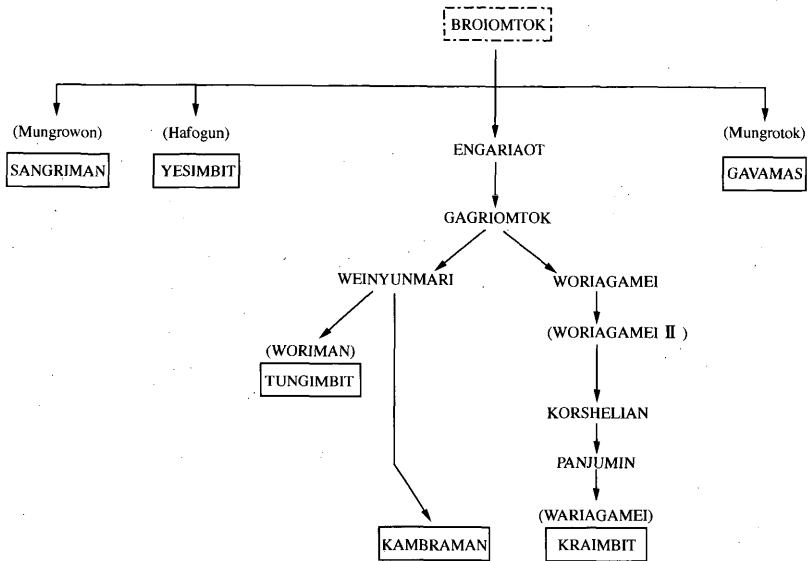 BROIOMTOK
(Mungrowon) (Hafogun) (Mungrotok)
SANGRIMAN YESIMBIT ENGARIAOT GAVAMAS
GAGRIOMTOK
WEINYUNMARI WORIAGAMEI
(WORIAGAMEI II )
(WORIMAN)
TUNGIMBIT
KORSHELIAN
PANJUMIN
(WARIAGAMEI)
KAMBRAMAN KRAIMBIT